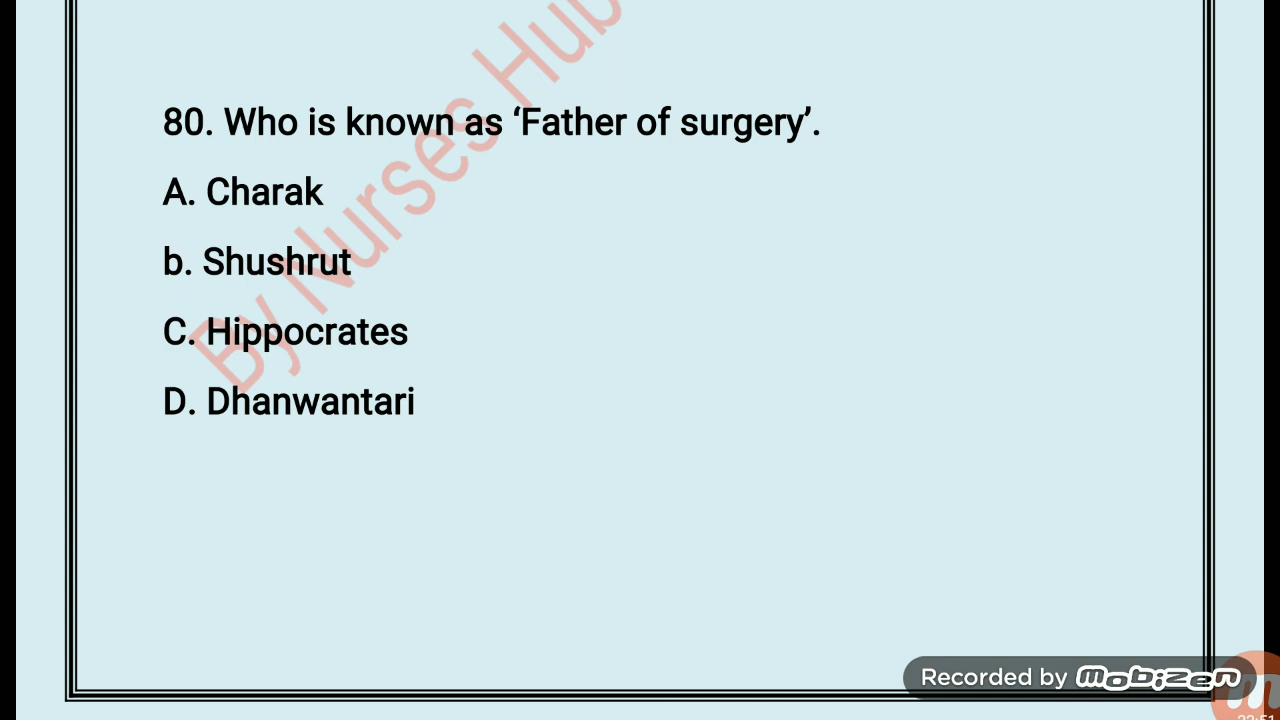 80. Who is known as ‘Father of surgery’.
A. Charak
b. Shushrut
C. Hippocrates
D. Dhanwantari
By Nurses Hub
Recorded by Mobizen